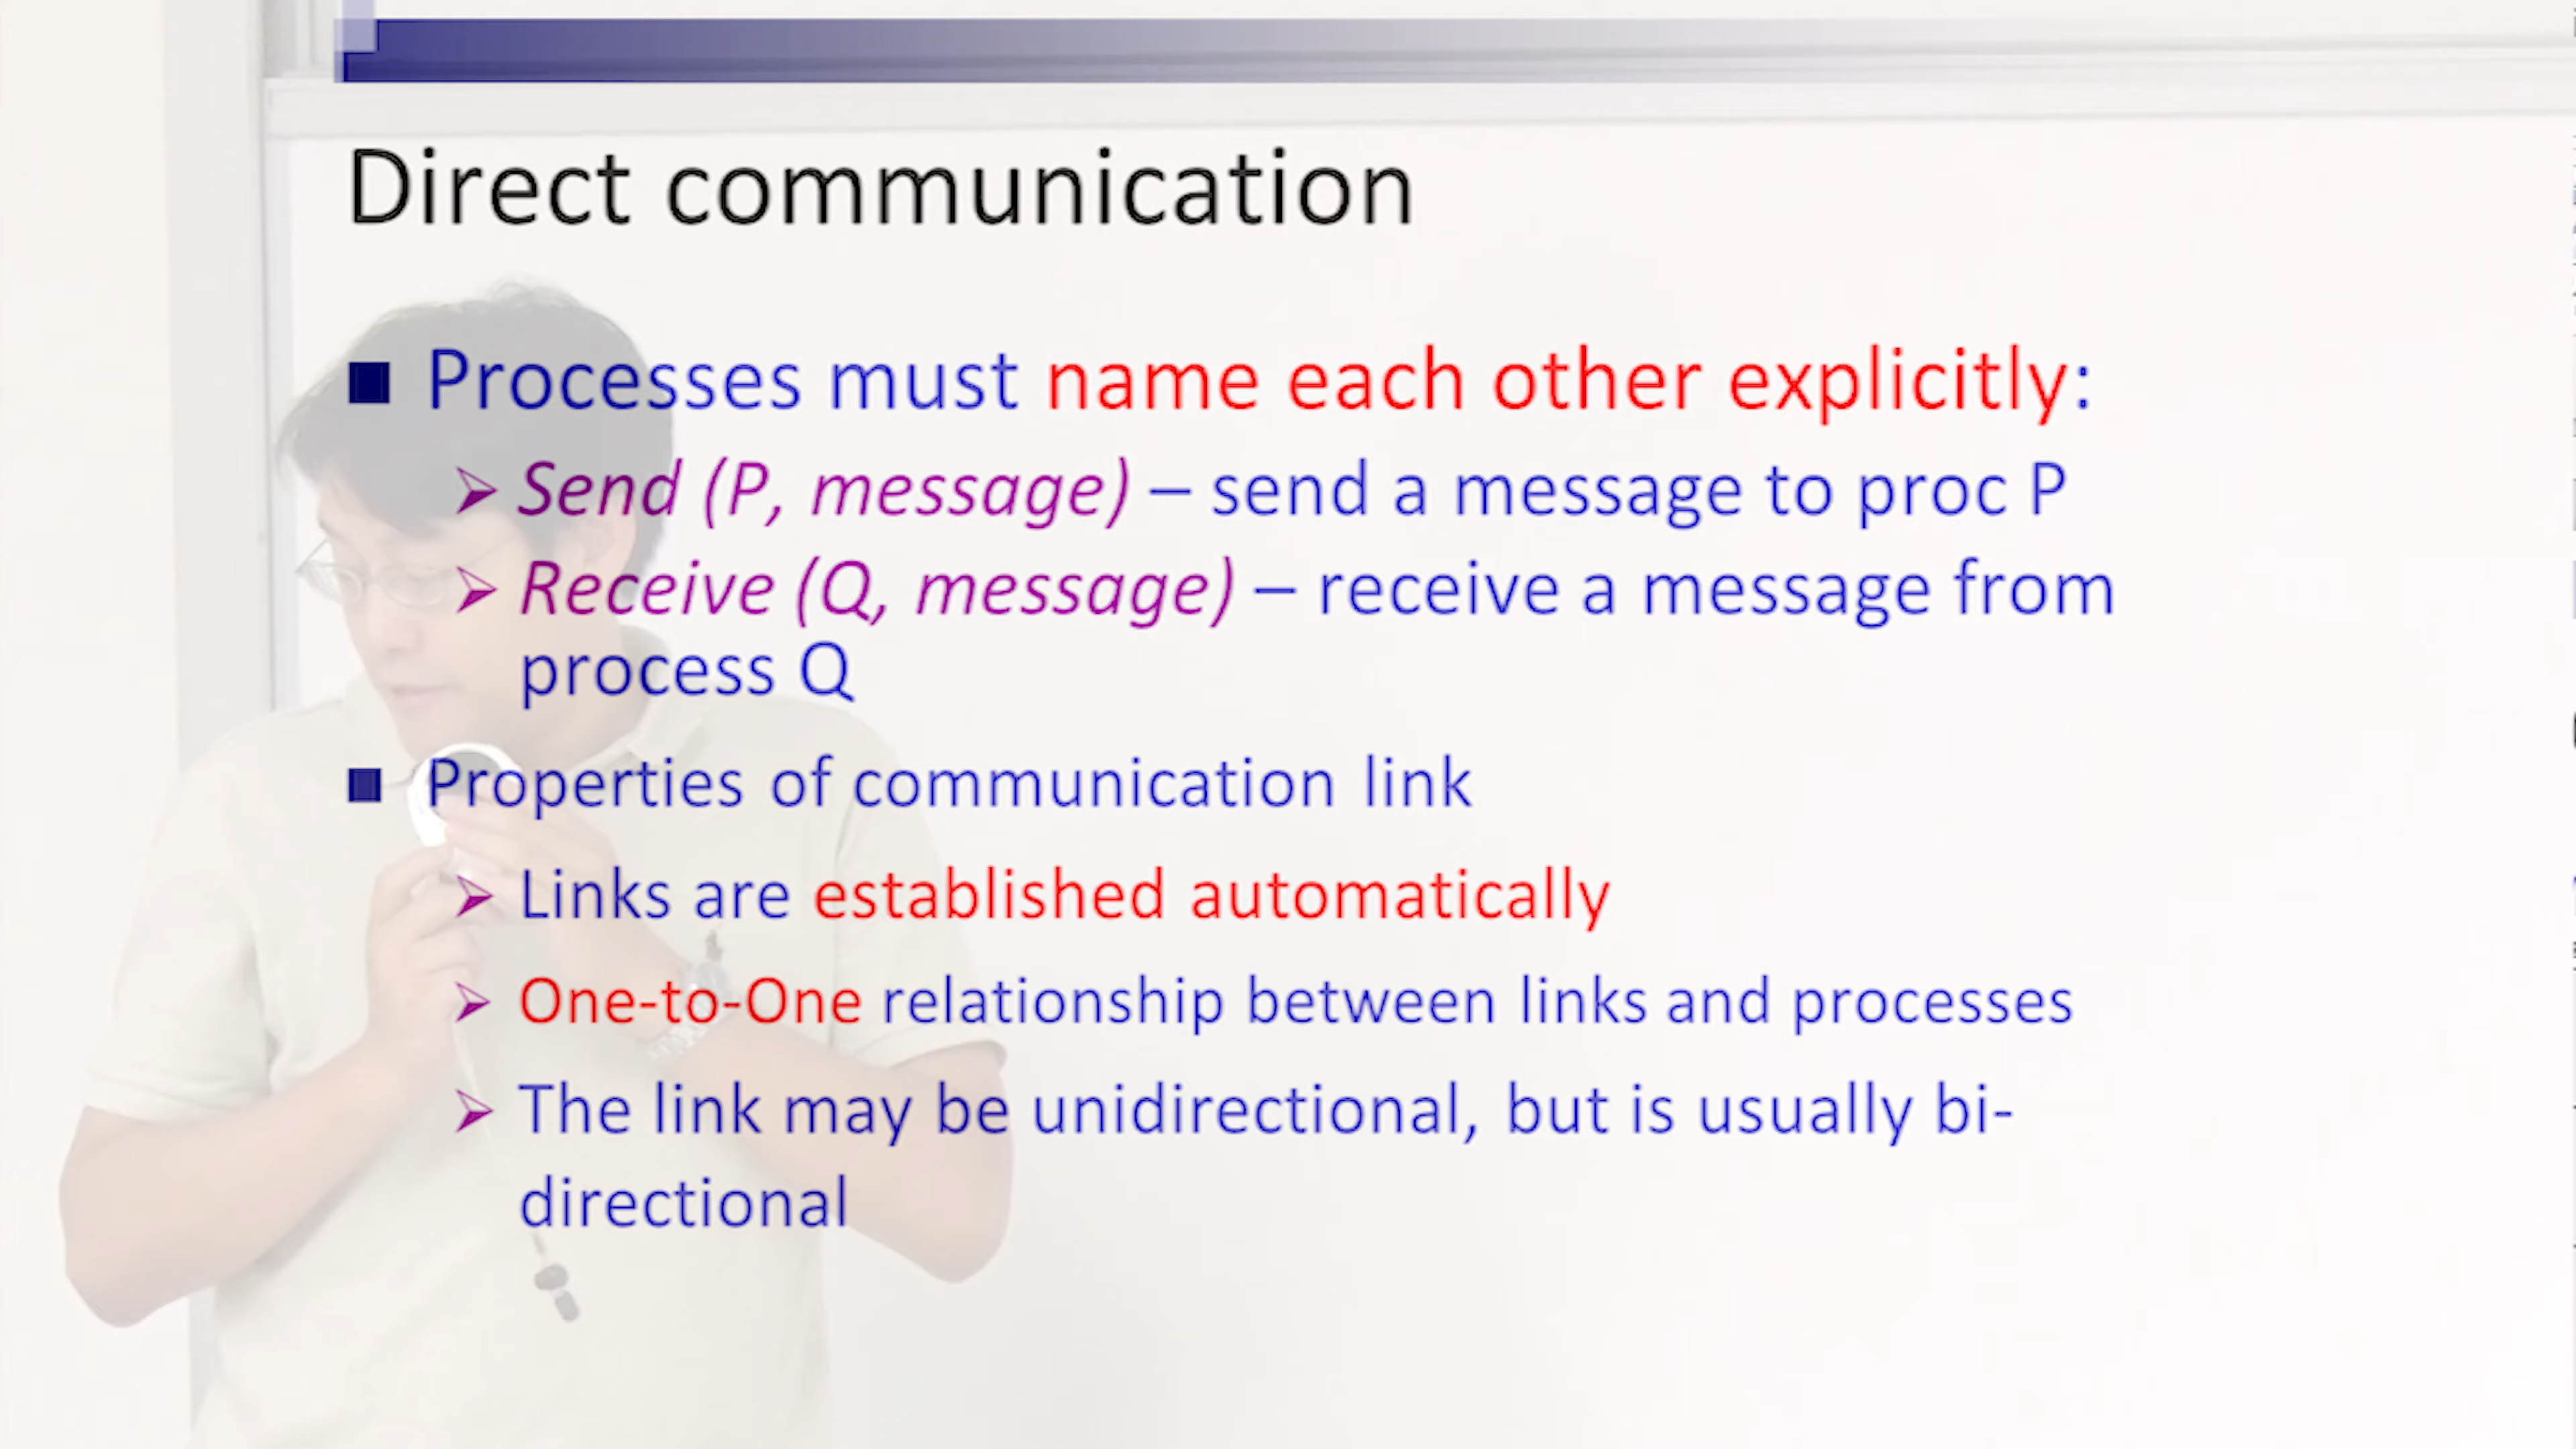 Direct communication
Processes must name each other explicitly:
Send (P, message) – send a message to proc P
Receive (Q, message) – receive a message from
process Q
Properties of communication link
Links are established automatically
One-to-One relationship between links and processes
The link may be unidirectional, but is usually bi-
directional